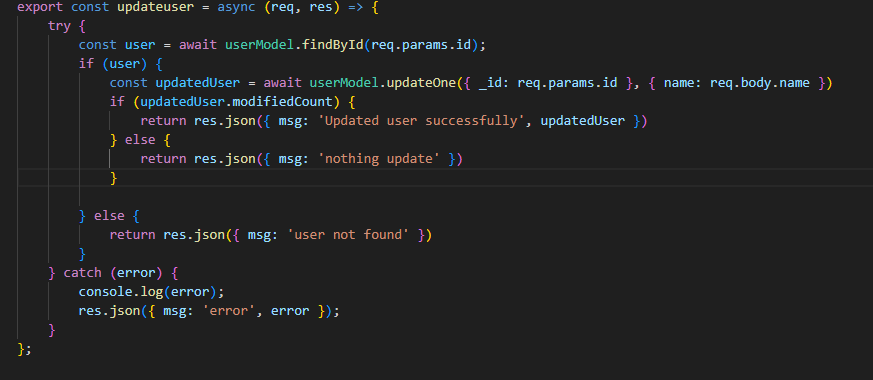 export const updateuser = async (req, res) => {
    try {
        const user = await userModel.findById(req.params.id);
        if (user) {
            const updatedUser = await userModel.updateOne({ _id: req.params.id }, { name: req.body.name })
            if (updatedUser.modifiedCount) {
                return res.json({ msg: 'Updated user successfully', updatedUser })
            } else {
                return res.json({ msg: 'nothing update' })
            }
        } else {
            return res.json({ msg: 'user not found' })
        }
    } catch (error) {
        console.log(error);
        res.json({ msg: 'error', error });
    }
};